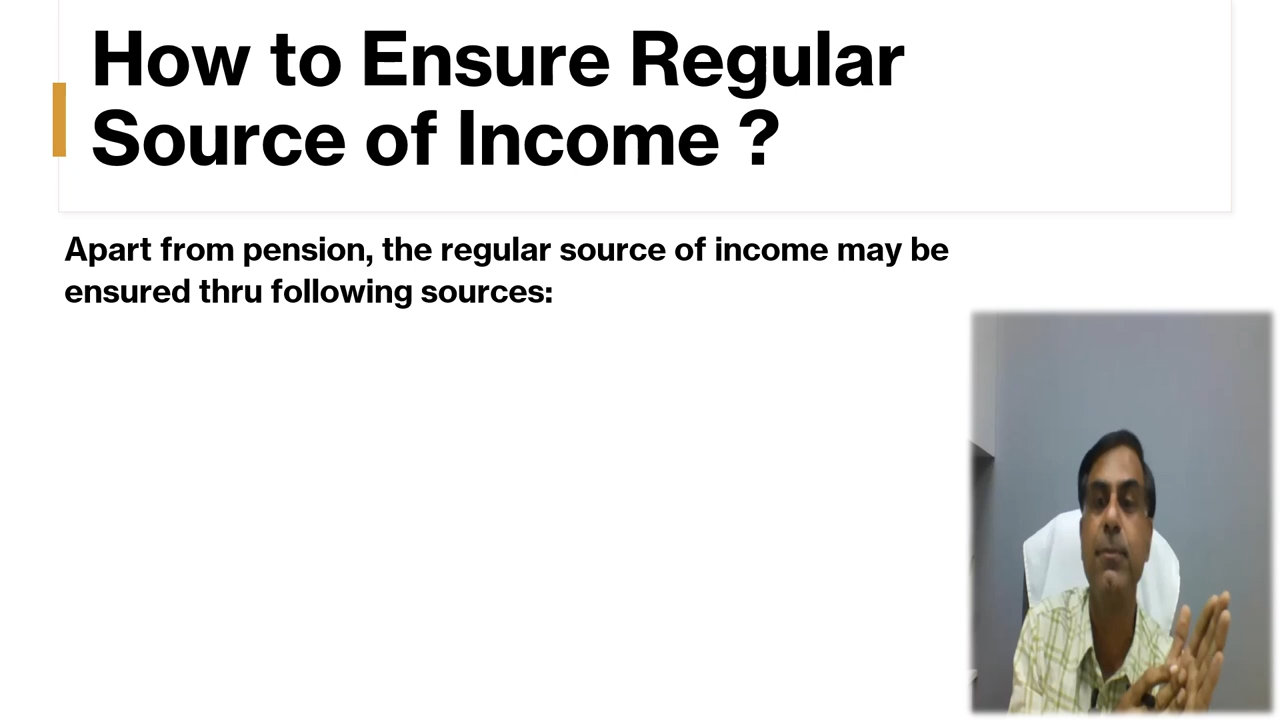 How to Ensure Regular
Source of Income ?
Apart from pension, the regular source of income may be
ensured thru following sources: